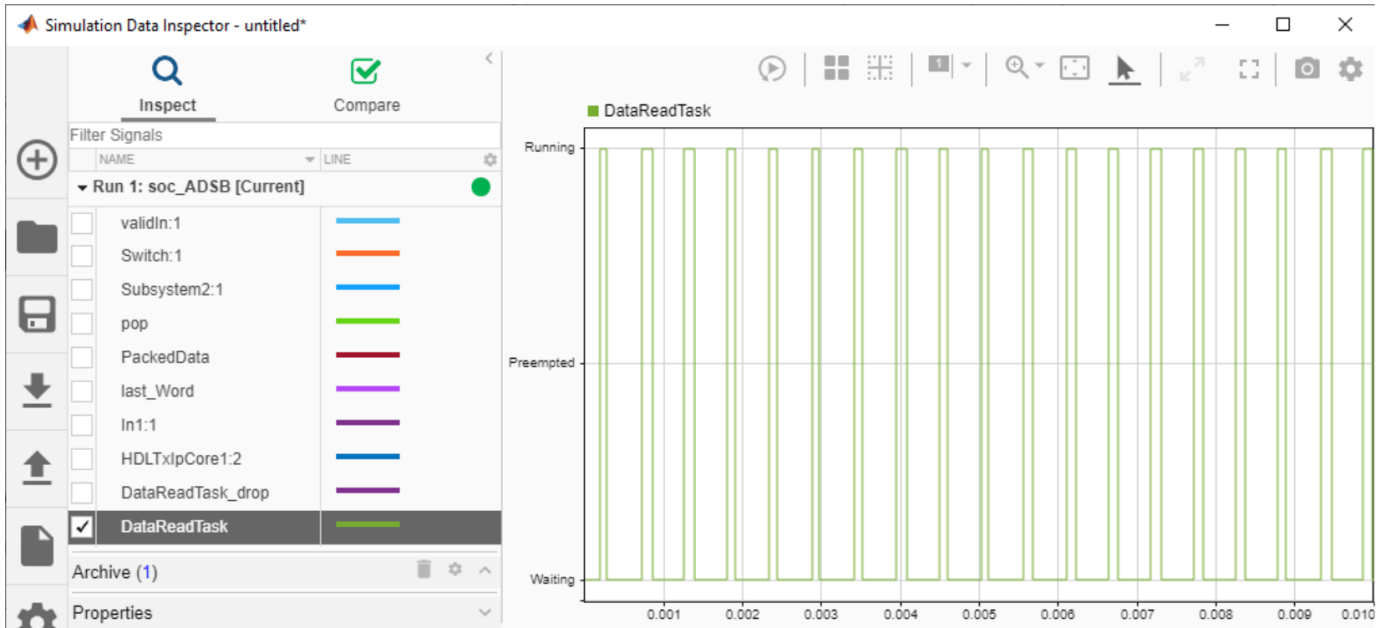 Simulation Data Inspector - untitled*
Inspect
Compare
Filter Signals
NAME
LINE
Run 1: soc_ADSB [Current]
validIn:1
Switch:1
Subsystem2:1
pop
PackedData
last_Word
In1:1
HDLTxIpCore1:2
DataReadTask_drop
DataReadTask
Archive (1)
Properties
1
DataReadTask
Running
Preempted
Waiting
0.001 0.002 0.003 0.004 0.005 0.006 0.007 0.008 0.009 0.010